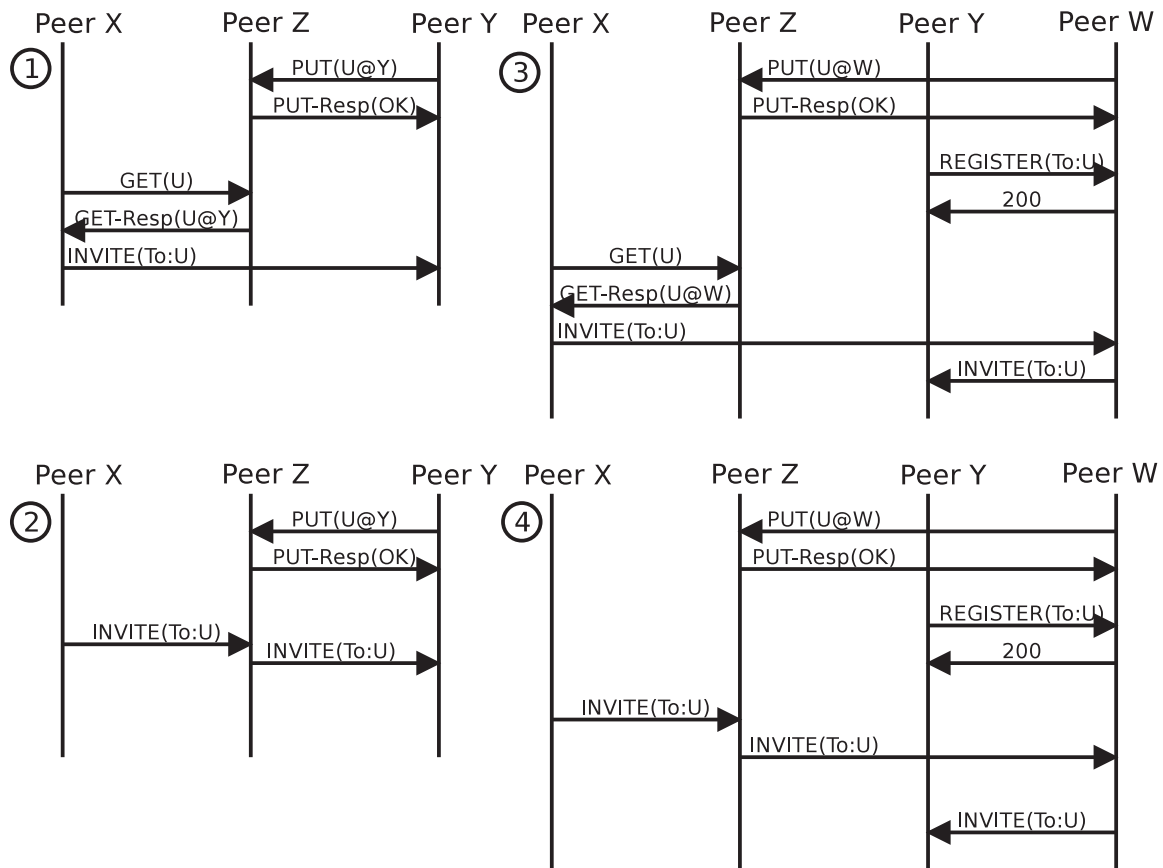 Peer X Peer Z Peer Y
1
PUT(U@Y)
PUT-Resp(OK)
GET(U)
GET-Resp(U@Y)
INVITE(To:U)
Peer X Peer Z Peer Y Peer W
3
PUT(U@W)
PUT-Resp(OK)
REGISTER(To:U)
200
GET(U)
GET-Resp(U@W)
INVITE(To:U)
INVITE(To:U)
Peer X Peer Z Peer Y
2
PUT(U@Y)
PUT-Resp(OK)
INVITE(To:U)
INVITE(To:U)
Peer X Peer Z Peer Y Peer W
4
PUT(U@W)
PUT-Resp(OK)
REGISTER(To:U)
200
INVITE(To:U)
INVITE(To:U)
INVITE(To:U)